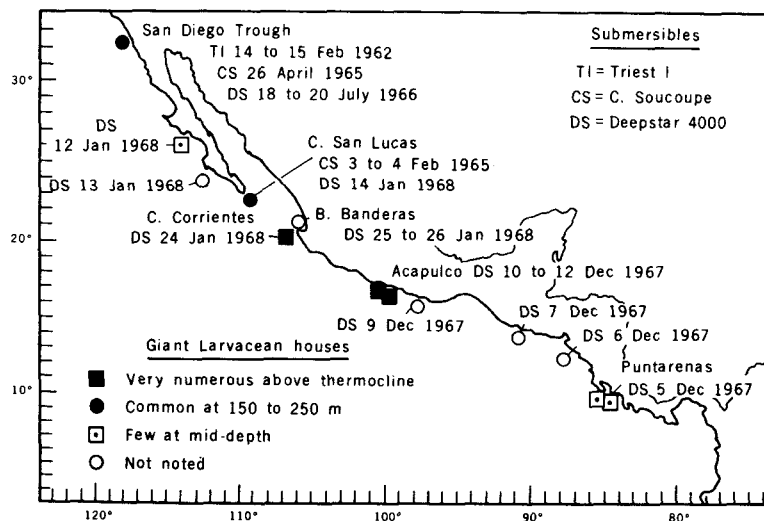 San Diego Trough
TI 14 to 15 Feb 1962
CS 26 April 1965
DS 18 to 20 July 1966
Submersibles
TI = Triest I
CS = C. Soucoupe
DS = Deepstar 4000
30°
DS
12 Jan 1968
C. San Lucas
CS 3 to 4 Feb 1965
DS 14 Jan 1968
DS 13 Jan 1968
C. Corrientes
DS 24 Jan 1968
B. Banderas
DS 25 to 26 Jan 1968
20°
Acapulco DS 10 to 12 Dec 1967
DS 9 Dec 1967
DS 7 Dec 1967
DS 6 Dec 1967
Puntarenas
DS 5 Dec 1967
Giant Larvacean houses
Very numerous above thermocline
10°
Common at 150 to 250 m
Few at mid-depth
Not noted
120°
110°
100°
90°
80°